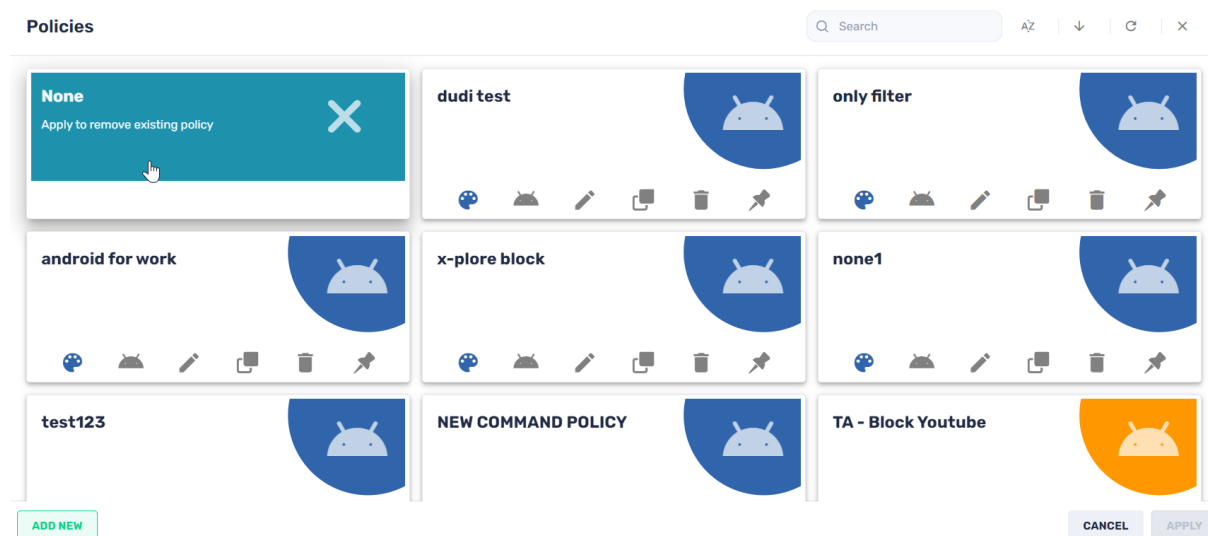 Policies
Search
AZ
None
Apply to remove existing policy
dudi test
only filter
android for work
x-plore block
none1
test123
NEW COMMAND POLICY
TA - Block Youtube
ADD NEW
CANCEL
APPLY